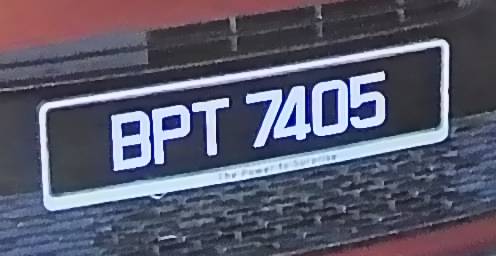 BPT 7405
The Power to Surprise